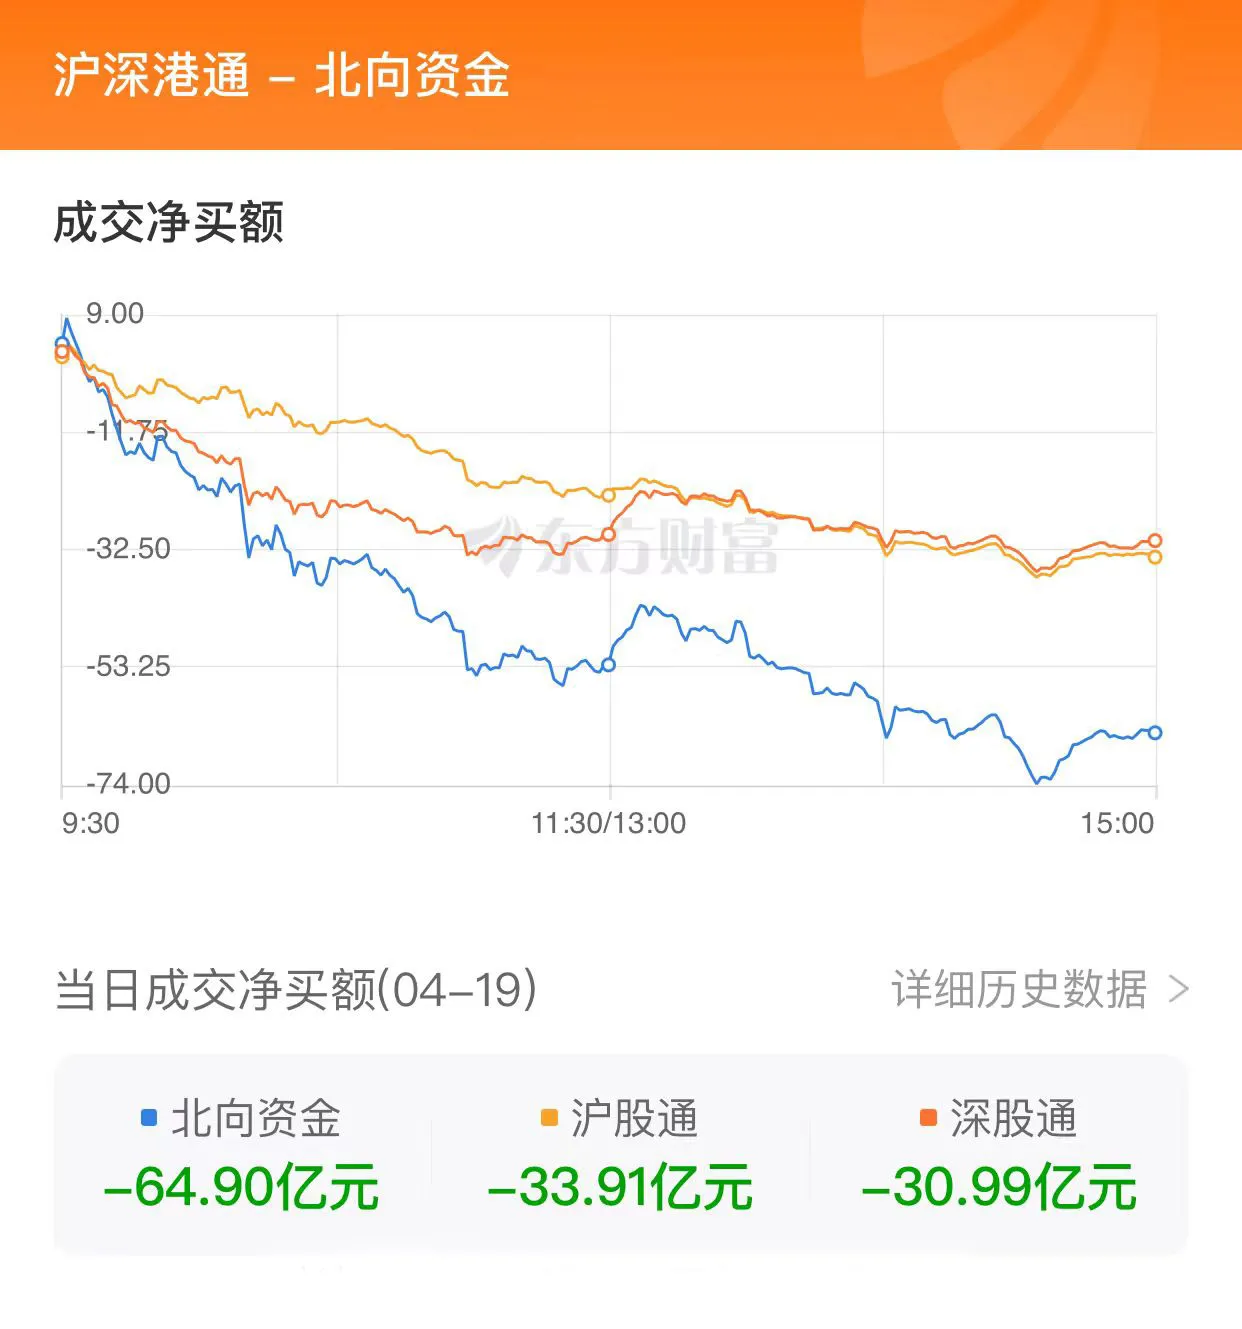 沪深港通 – 北向资金
成交净买额
9.00
-11.75
-32.50
-53.25
-74.00
东方财富
9:30 11:30/13:00 15:00
当日成交净买额(04–19) 详细历史数据 >
北向资金 沪股通 深股通
–64.90亿元 –33.91亿元 –30.99亿元